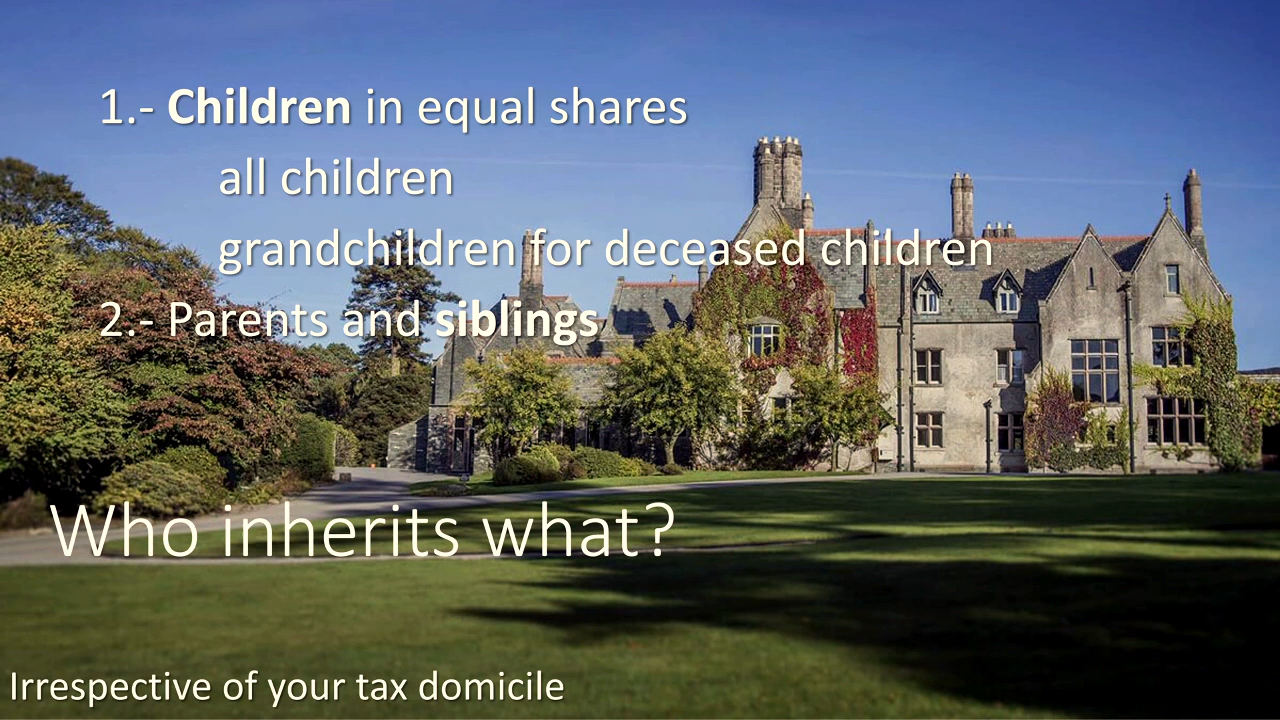 1.- Children in equal shares
all children
grandchildren for deceased children
2.- Parents and siblings
Who inherits what?
Irrespective of your tax domicile